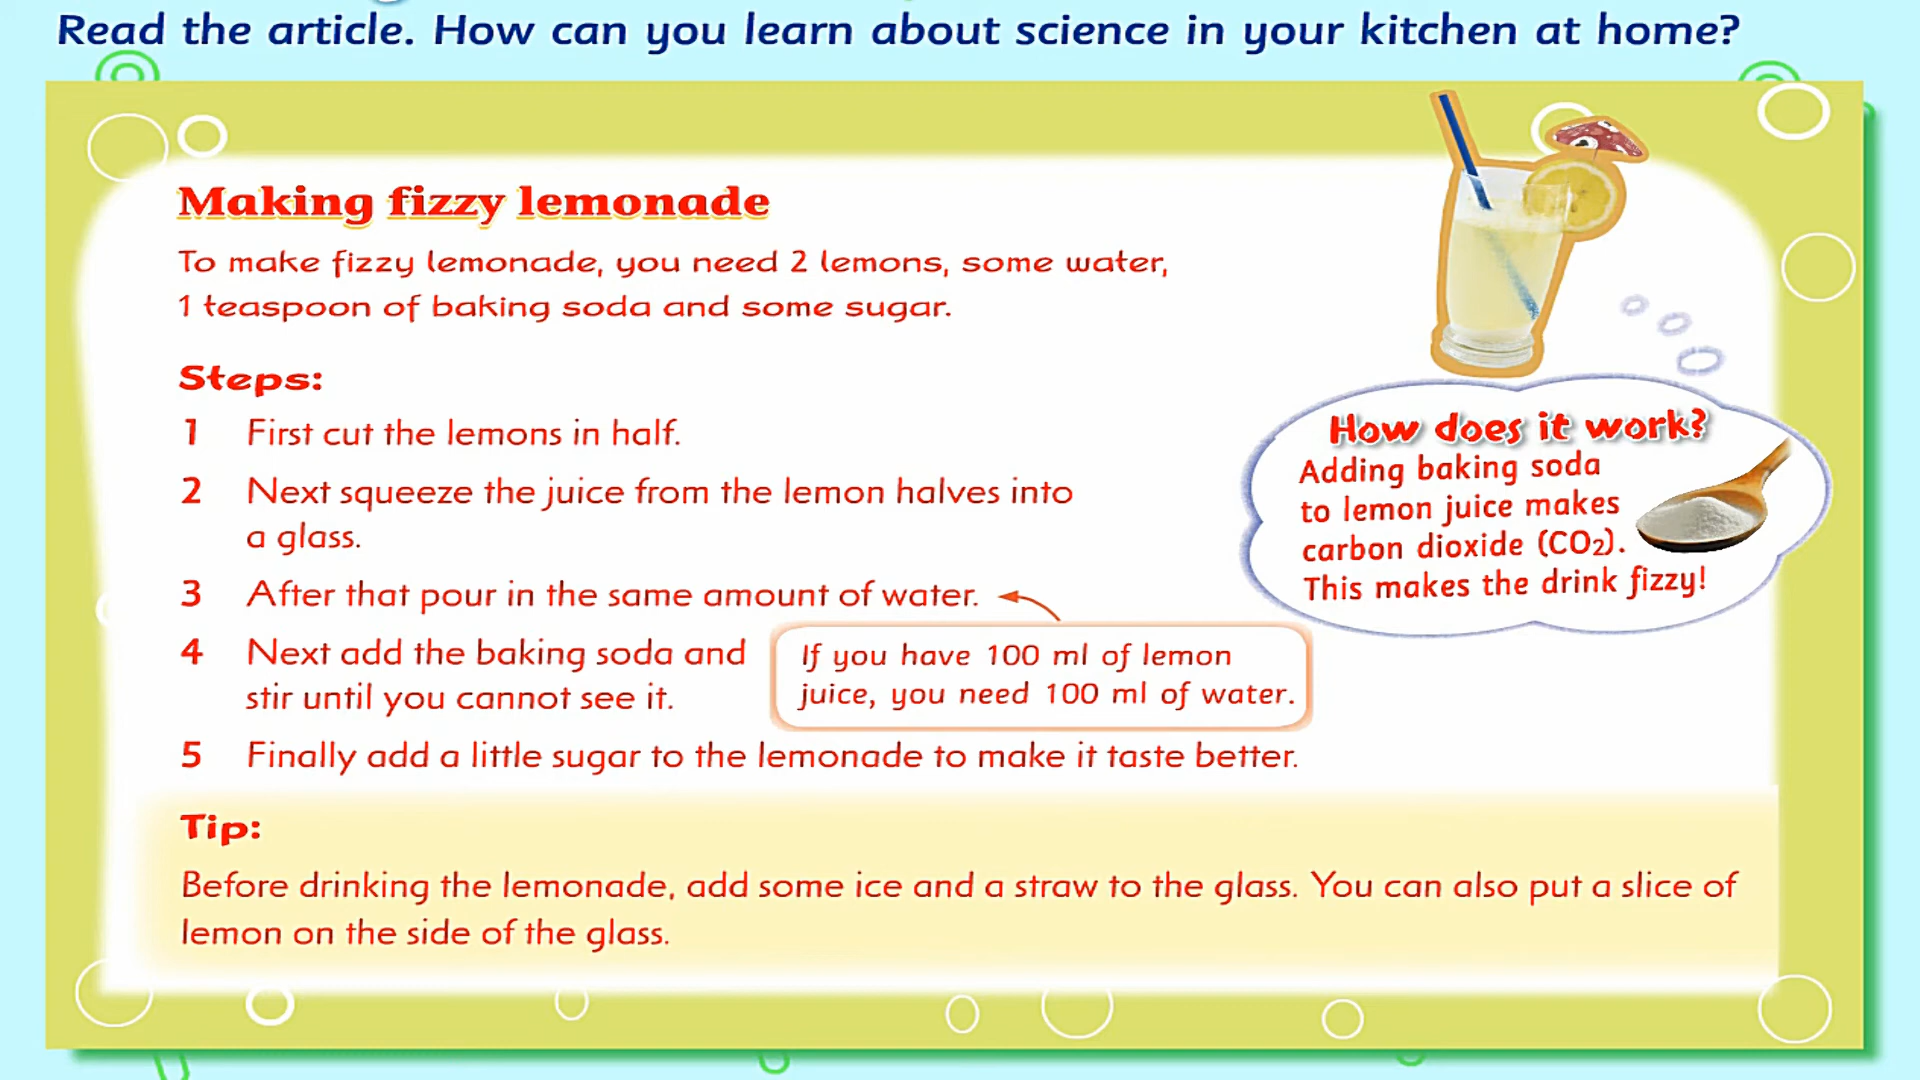 Read the article. How can you learn about science in your kitchen at home?
Making fizzy lemonade
To make fizzy lemonade, you need 2 lemons, some water,
1 teaspoon of baking soda and some sugar.
Steps:
1 First cut the lemons in half.
2 Next squeeze the juice from the lemon halves into
a glass.
3 After that pour in the same amount of water.
If you have 100 ml of lemon
juice, you need 100 ml of water.
4 Next add the baking soda and
stir until you cannot see it.
5 Finally add a little sugar to the lemonade to make it taste better.
How does it work?
Adding baking soda
to lemon juice makes
carbon dioxide (CO₂).
This makes the drink fizzy!
Tip:
Before drinking the lemonade, add some ice and a straw to the glass. You can also put a slice of
lemon on the side of the glass.